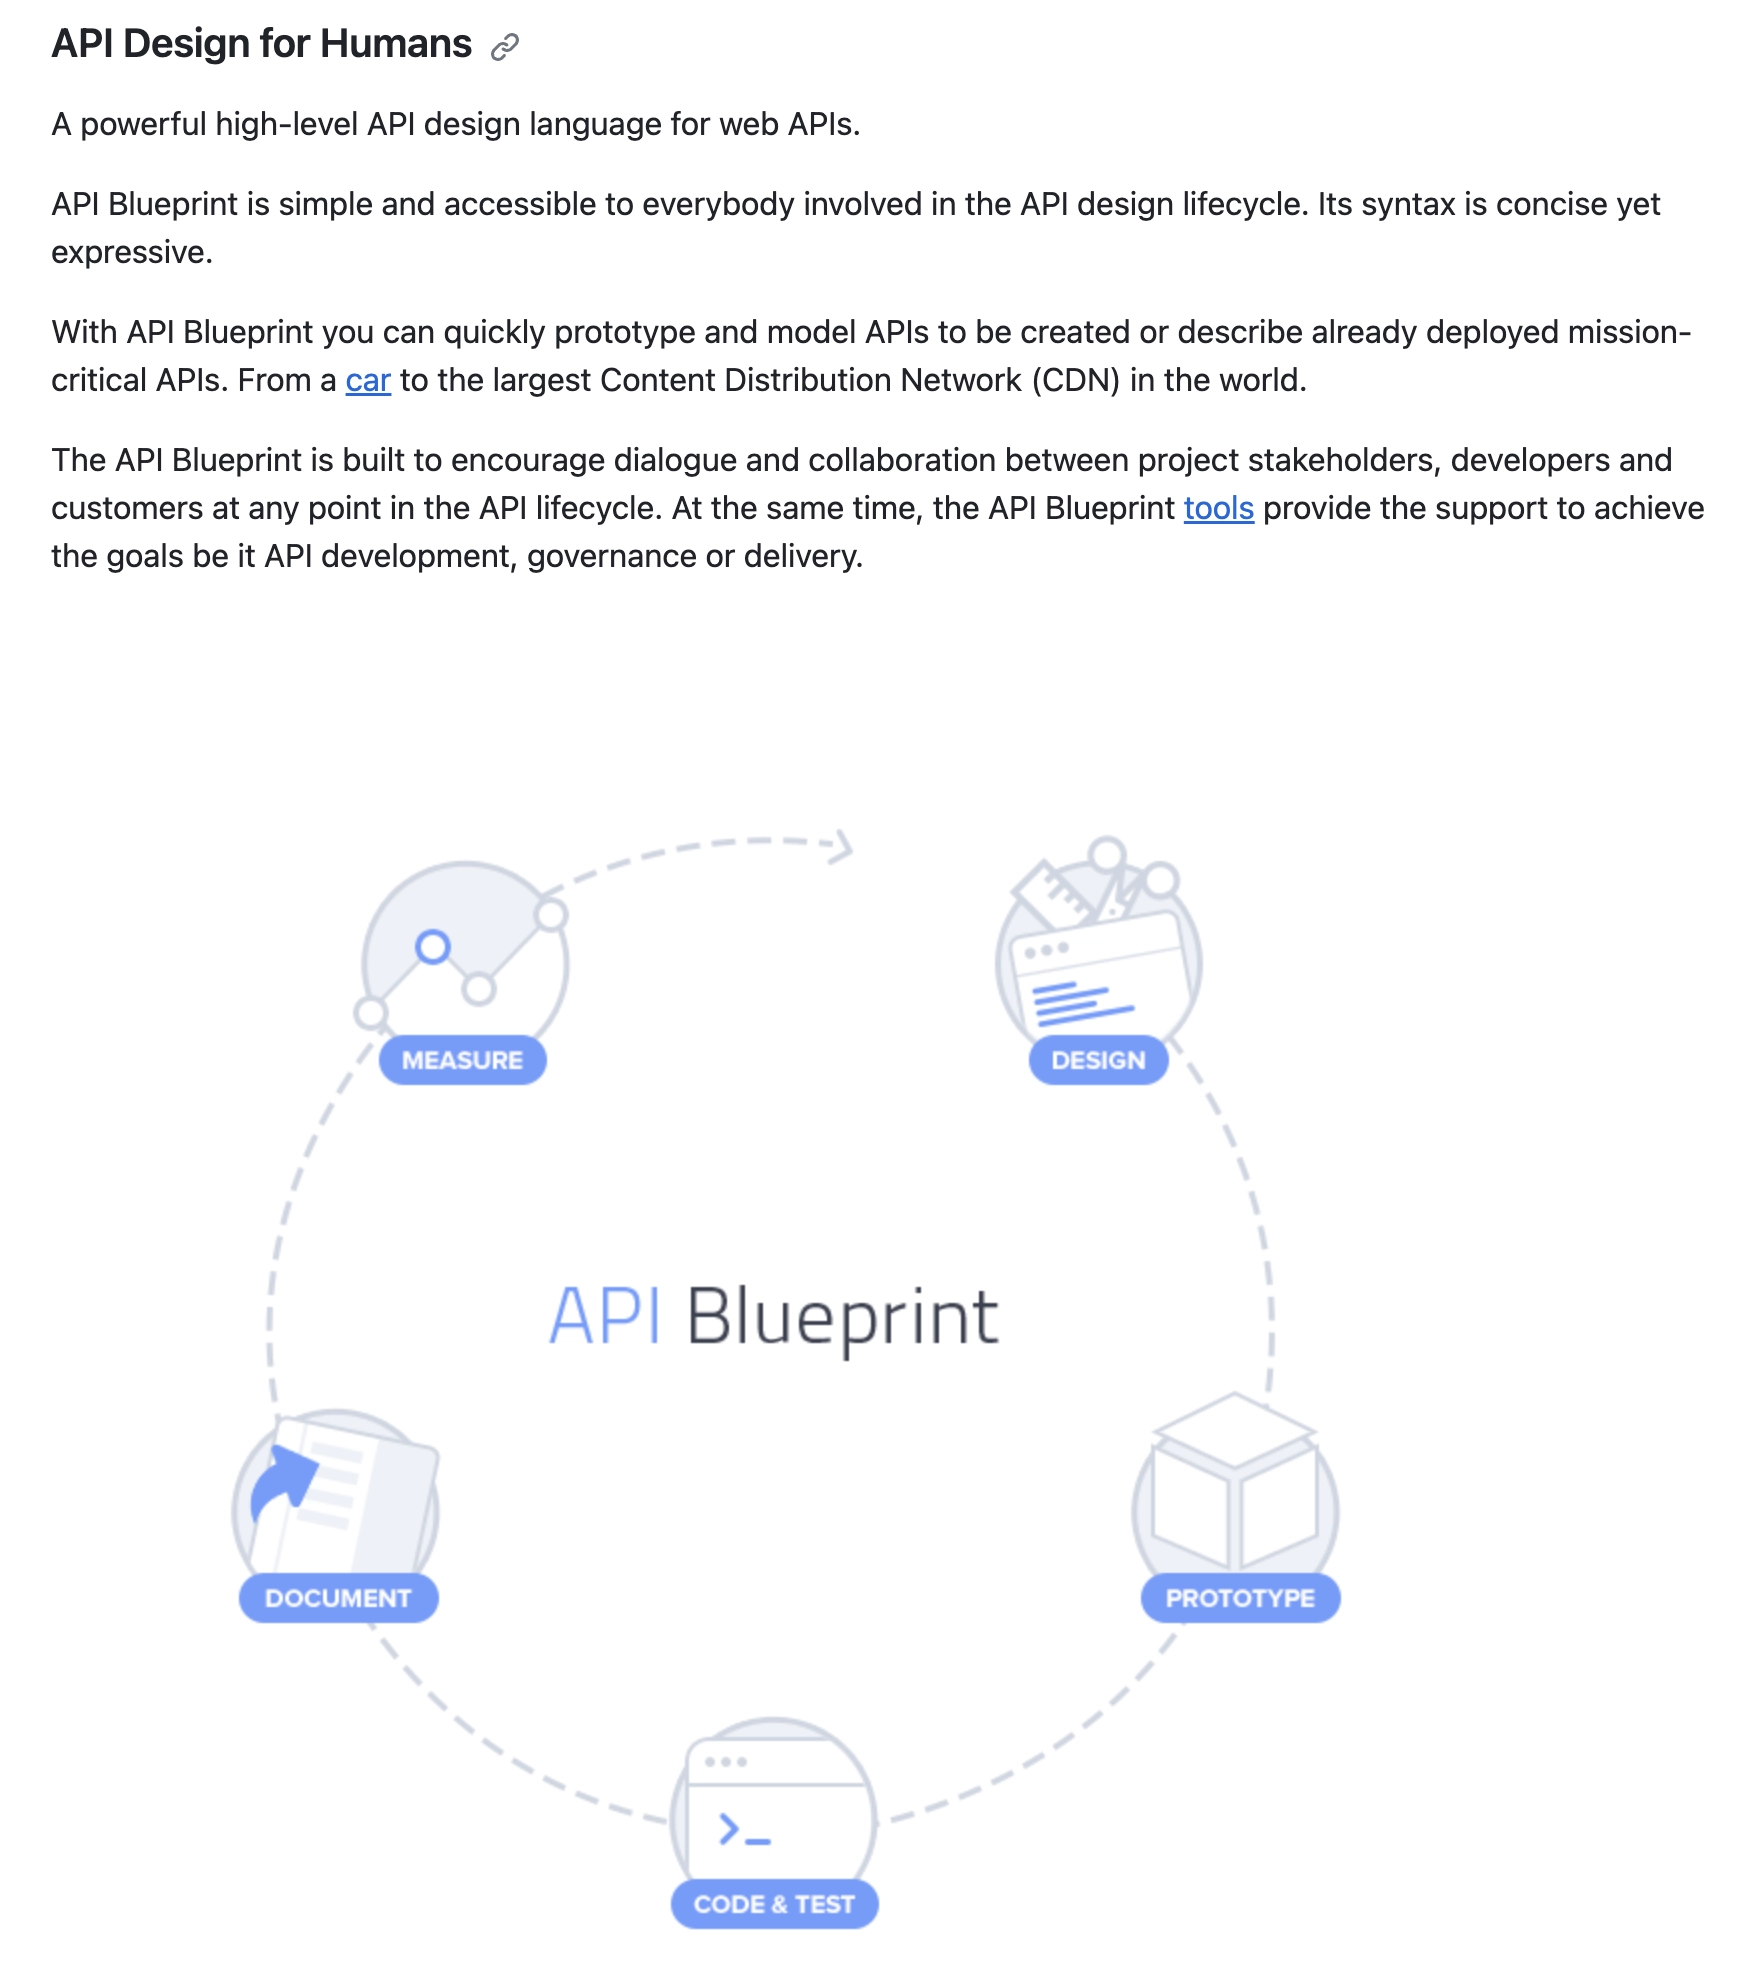 API Design for Humans
A powerful high-level API design language for web APIs.
API Blueprint is simple and accessible to everybody involved in the API design lifecycle. Its syntax is concise yet
expressive.
With API Blueprint you can quickly prototype and model APIs to be created or describe already deployed mission-
critical APIs. From a car to the largest Content Distribution Network (CDN) in the world.
The API Blueprint is built to encourage dialogue and collaboration between project stakeholders, developers and
customers at any point in the API lifecycle. At the same time, the API Blueprint tools provide the support to achieve
the goals be it API development, governance or delivery.
MEASURE
DESIGN
API Blueprint
DOCUMENT
PROTOTYPE
>_
CODE & TEST